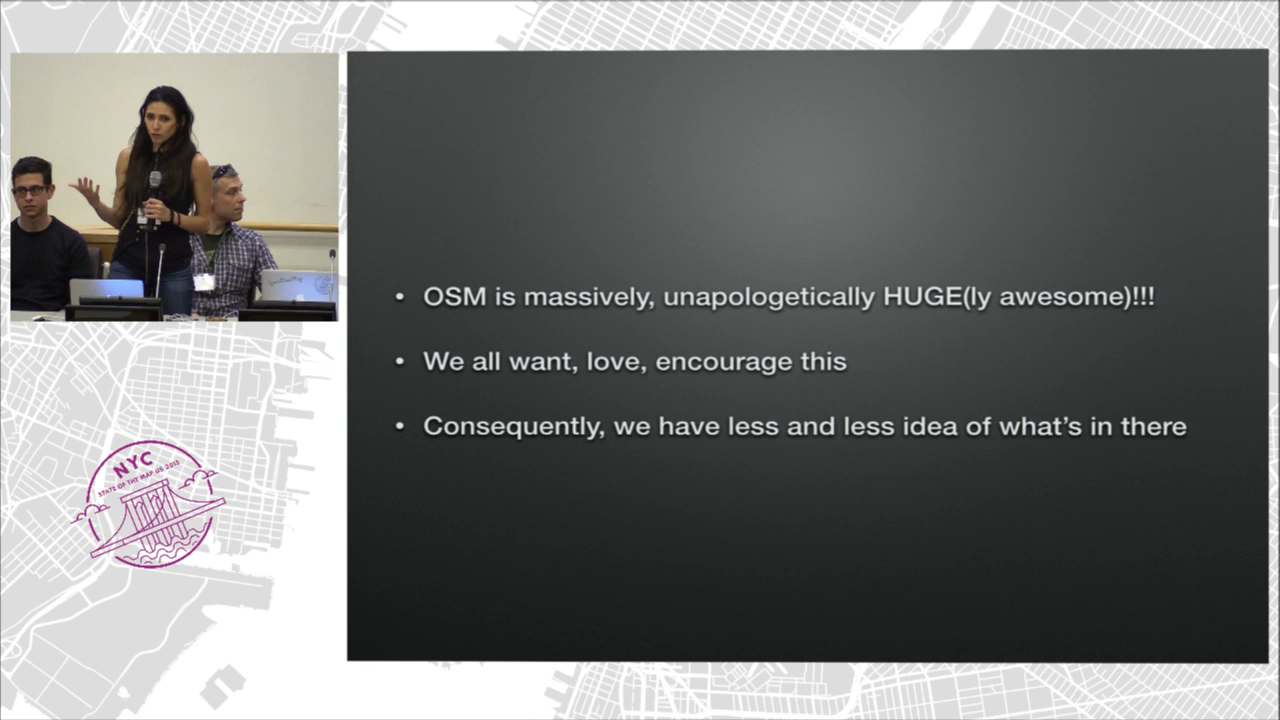 • OSM is massively, unapologetically HUGE(ly awesome)!!!
• We all want, love, encourage this
• Consequently, we have less and less idea of what's in there
NYC
STATE OF THE MAP US 2015